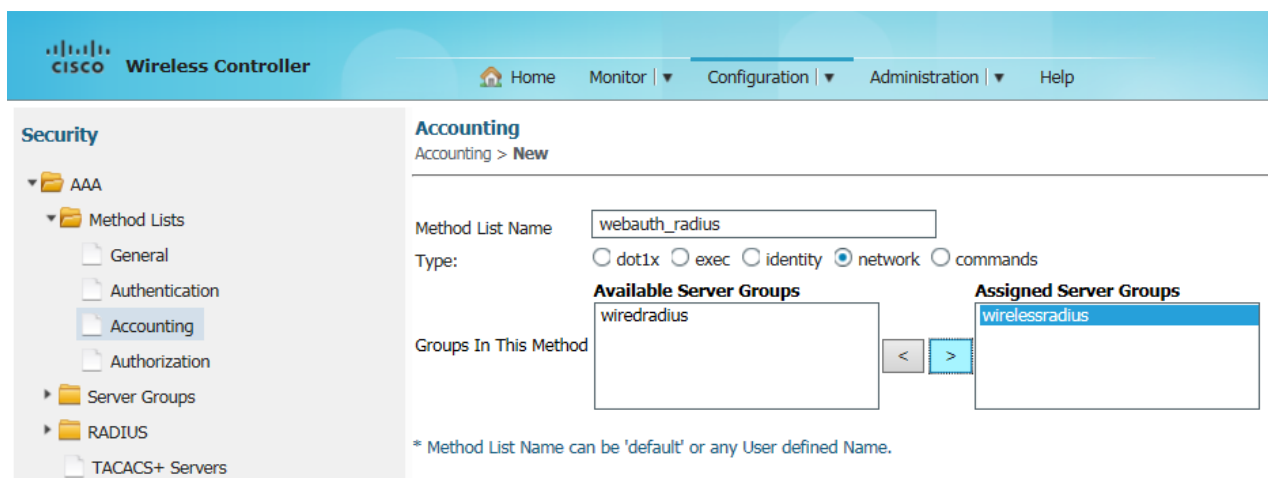 CISCO Wireless Controller
Home Monitor Configuration Administration Help
Security
AAA
Method Lists
General
Authentication
Accounting
Authorization
Server Groups
RADIUS
TACACS+ Servers
Accounting
Accounting > New
Method List Name webauth_radius
Type: dot1x exec identity network commands
Available Server Groups Assigned Server Groups
wiredradius wirelessradius
Groups In This Method < >
* Method List Name can be 'default' or any User defined Name.